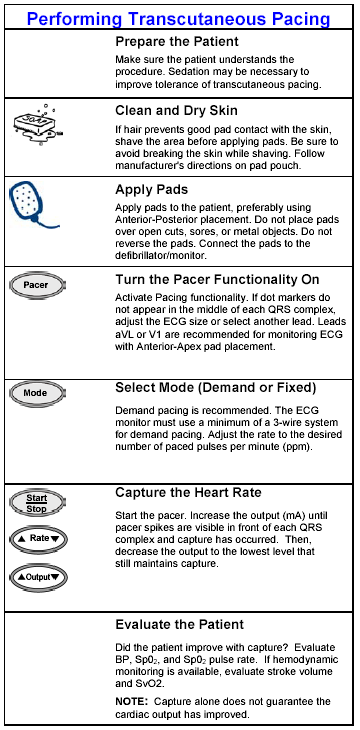 Performing Transcutaneous Pacing
Prepare the Patient
Make sure the patient understands the
procedure. Sedation may be necessary to
improve tolerance of transcutaneous pacing.
Clean and Dry Skin
If hair prevents good pad contact with the skin,
shave the area before applying pads. Be sure to
avoid breaking the skin while shaving. Follow
manufacturer's directions on pad pouch.
Apply Pads
Apply pads to the patient, preferably using
Anterior-Posterior placement. Do not place pads
over open cuts, sores, or metal objects. Do not
reverse the pads. Connect the pads to the
defibrillator/monitor.
Pacer
Turn the Pacer Functionality On
Activate Pacing functionality. If dot markers do
not appear in the middle of each QRS complex,
adjust the ECG size or select another lead. Leads
aVL or V1 are recommended for monitoring ECG
with Anterior-Apex pad placement.
Mode
Select Mode (Demand or Fixed)
Demand pacing is recommended. The ECG
monitor must use a minimum of a 3-wire system
for demand pacing. Adjust the rate to the desired
number of paced pulses per minute (ppm).
Start
Stop
▲ Rate ▼
▲Output▼
Capture the Heart Rate
Start the pacer. Increase the output (mA) until
pacer spikes are visible in front of each QRS
complex and capture has occurred. Then,
decrease the output to the lowest level that
still maintains capture.
Evaluate the Patient
Did the patient improve with capture? Evaluate
BP, Sp0₂, and Sp0₂ pulse rate. If hemodynamic
monitoring is available, evaluate stroke volume
and SvO2.
NOTE: Capture alone does not guarantee the
cardiac output has improved.